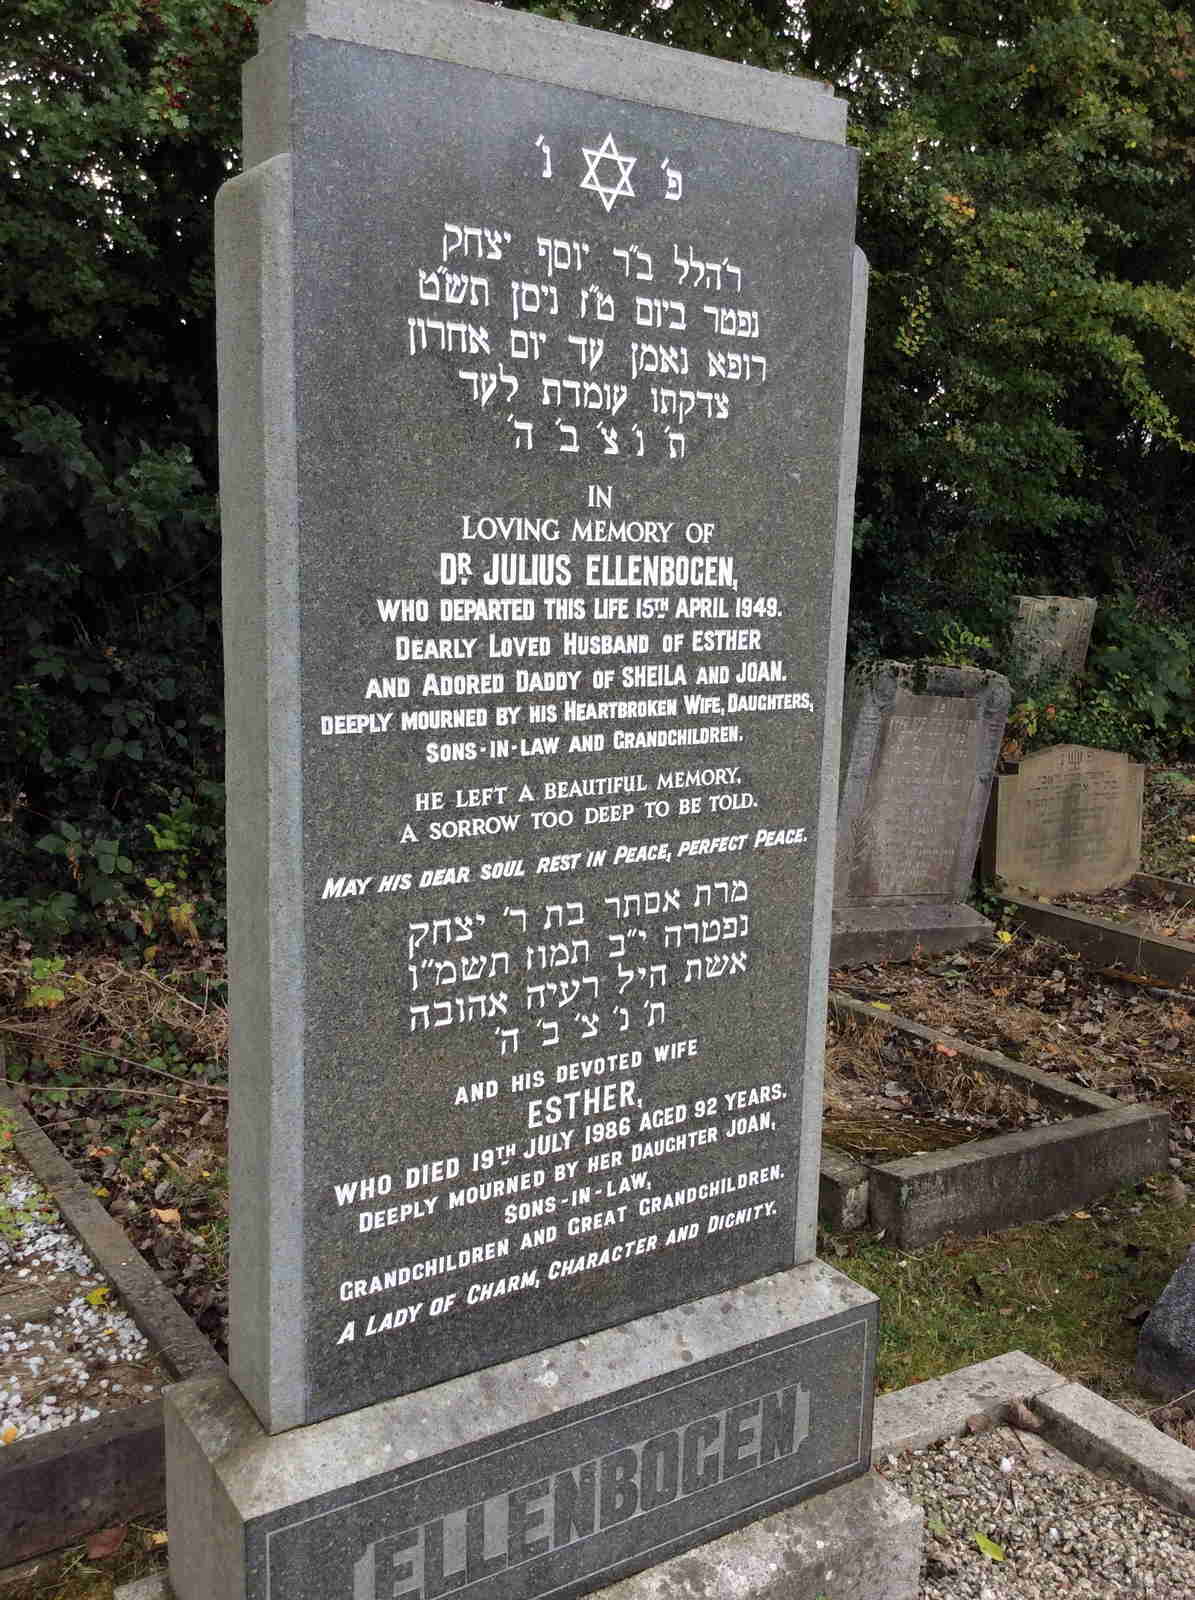 פ' נ'
ר'הלל ב"ר יוסף יצחק
נפטר ביום ט"ז ניסן תש"ט
רופא נאמן עד יום אחרון
צדקתו עומדת לעד
ת' נ' צ' ב' ה'
IN
LOVING MEMORY OF
DR JULIUS ELLENBOGEN,
WHO DEPARTED THIS LIFE 15TH APRIL 1949.
DEARLY LOVED HUSBAND OF ESTHER
AND ADORED DADDY OF SHEILA AND JOAN.
DEEPLY MOURNED BY HIS HEARTBROKEN WIFE, DAUGHTERS,
SONS-IN-LAW AND GRANDCHILDREN.
HE LEFT A BEAUTIFUL MEMORY,
A SORROW TOO DEEP TO BE TOLD.
MAY HIS DEAR SOUL REST IN PEACE, PERFECT PEACE.
מרת אסתר בת ר' יצחק
נפטרה י"ב תמוז תשמ"ו
אשת חיל רעיה אהובה
ת' נ' צ' ב' ה'
AND HIS DEVOTED WIFE
ESTHER,
WHO DIED 19TH JULY 1986 AGED 92 YEARS.
DEEPLY MOURNED BY HER DAUGHTER JOAN,
SONS-IN-LAW,
GRANDCHILDREN AND GREAT GRANDCHILDREN.
A LADY OF CHARM, CHARACTER AND DIGNITY.
ELLENBOGEN